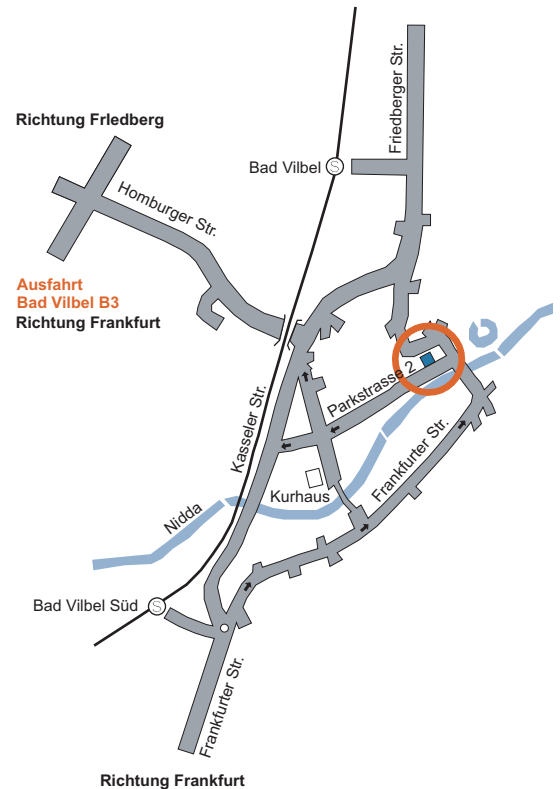 Friedberger Str.
Richtung FrIedberg
Bad Vilbel
S
Homburger Str.
Ausfahrt
Bad Vilbel B3
Richtung Frankfurt
Parkstrasse 2
Kasseler Str.
Frankfurter Str.
Kurhaus
Nidda
Bad Vilbel Süd
S
Frankfurter Str.
Richtung Frankfurt